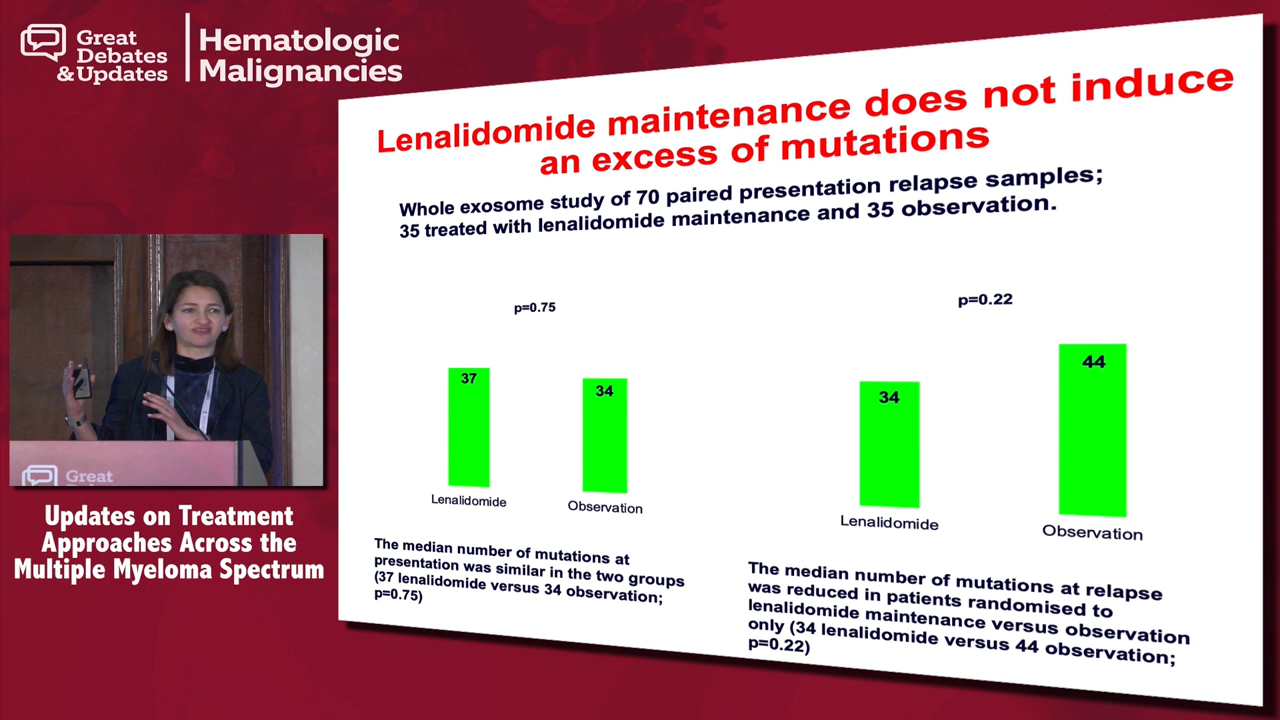 Great
Debates
& Updates
Hematologic
Malignancies
Lenalidomide maintenance does not induce
an excess of mutations
Whole exosome study of 70 paired presentation relapse samples;
35 treated with lenalidomide maintenance and 35 observation.
p=0.75
37
34
Lenalidomide
Observation
The median number of mutations at
presentation was similar in the two groups
(37 lenalidomide versus 34 observation;
p=0.75)
p=0.22
34
44
Lenalidomide
Observation
The median number of mutations at relapse
was reduced in patients randomised to
lenalidomide maintenance versus observation
only (34 lenalidomide versus 44 observation;
p=0.22)
Great
Updates on Treatment
Approaches Across the
Multiple Myeloma Spectrum